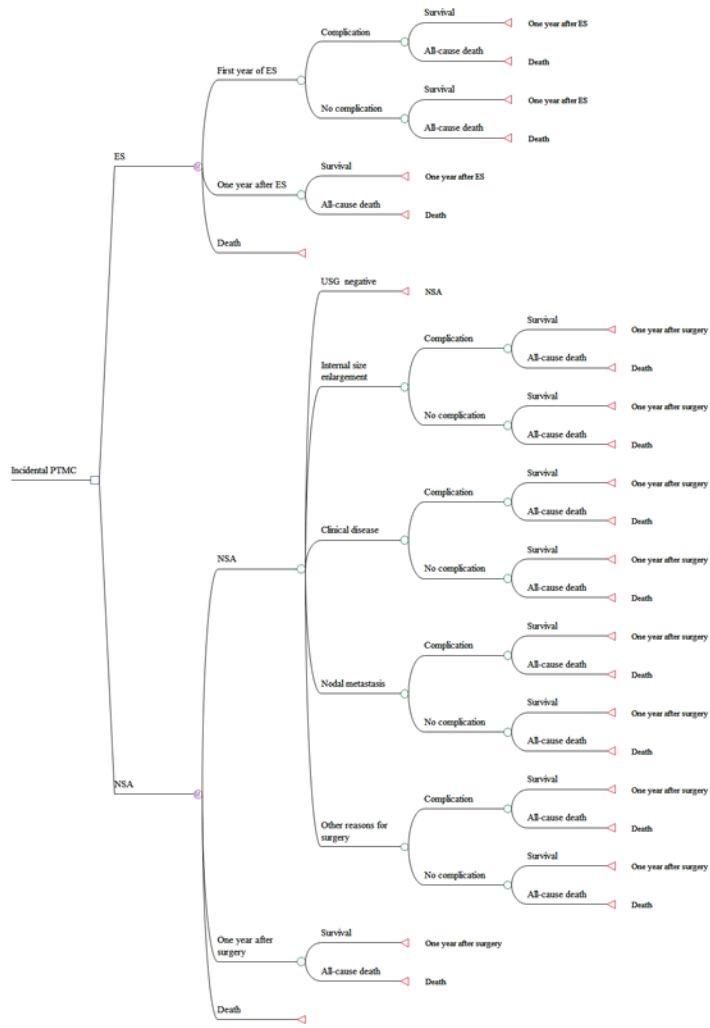 Survival
One year after ES
Complication
All-cause death
Death
First year of ES
Survival
One year after ES
No complication
All-cause death
Death
ES
Survival
One year after ES
One year after ES
All-cause death
Death
Death
USG negative
NSA
Survival
One year after surgery
Complication
All-cause death
Death
Internal size
enlargement
Survival
One year after surgery
No complication
All-cause death
Death
Incidental PTMC
Survival
One year after surgery
Complication
All-cause death
Death
Clinical disease
Survival
One year after surgery
No complication
All-cause death
Death
NSA
Survival
One year after surgery
Complication
All-cause death
Death
Nodal metastasis
Survival
One year after surgery
No complication
All-cause death
Death
NSA
Survival
One year after surgery
Complication
All-cause death
Death
Other reasons for
surgery
Survival
One year after surgery
No complication
All-cause death
Death
Survival
One year after surgery
One year after
surgery
All-cause death
Death
Death